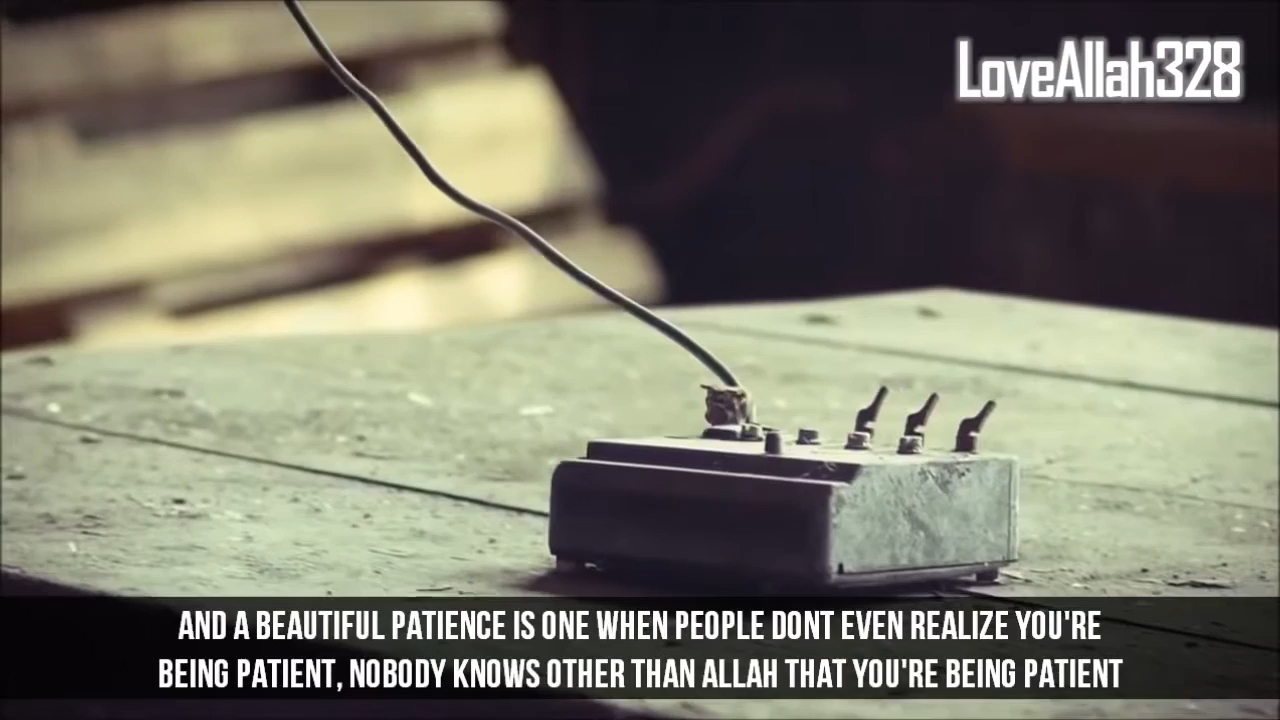 LoveAllah328
AND A BEAUTIFUL PATIENCE IS ONE WHEN PEOPLE DONT EVEN REALIZE YOU'RE
BEING PATIENT, NOBODY KNOWS OTHER THAN ALLAH THAT YOU'RE BEING PATIENT